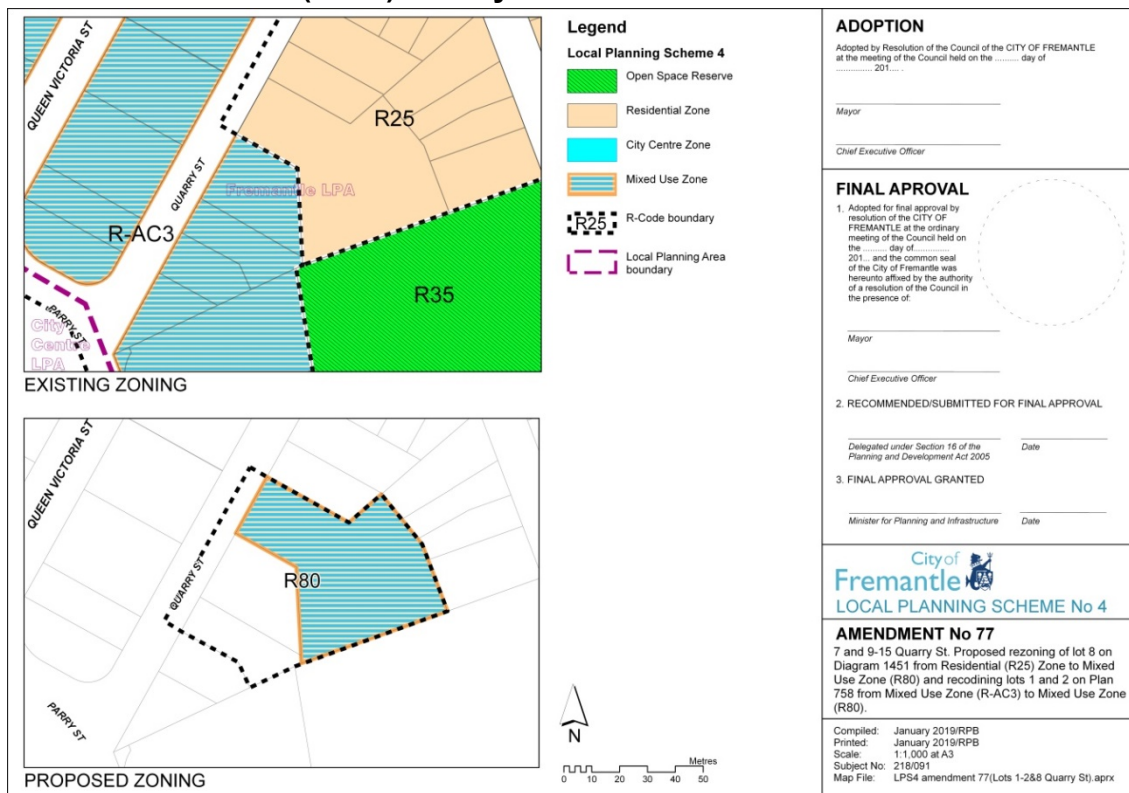 QUEEN VICTORIA ST
QUARRY ST
R25
Fremantle LPA
R-AC3
R35
PARRY ST
City
Centre
LPA
EXISTING ZONING
QUEEN VICTORIA ST
QUARRY ST
R80
PARRY ST
PROPOSED ZONING
Legend
Local Planning Scheme 4
Open Space Reserve
Residential Zone
City Centre Zone
Mixed Use Zone
R25
R-Code boundary
Local Planning Area
boundary
N
Metres
0 10 20 30 40 50
ADOPTION
Adopted by Resolution of the Council of the CITY OF FREMANTLE
at the meeting of the Council held on the ......... day of
............... 201.... .
Mayor
Chief Executive Officer
FINAL APROVAL
1. Adopted for final approval by
resolution of the CITY OF
FREMANTLE at the ordinary
meeting of the Council held on
the ......... day of..............
201... and the common seal
of the City of Fremantle was
hereunto affixed by the authority
of a resolution of the Council in
the presence of:
Mayor
Chief Executive Officer
2. RECOMMENDED/SUBMITTED FOR FINAL APPROVAL
Delegated under Section 16 of the
Planning and Development Act 2005
Date
3. FINAL APPROVAL GRANTED
Minister for Planning and Infrastructure Date
City of
Fremantle
LOCAL PLANNING SCHEME No 4
AMENDMENT No 77
7 and 9-15 Quarry St. Proposed rezoning of lot 8 on
Diagram 1451 from Residential (R25) Zone to Mixed
Use Zone (R80) and recodining lots 1 and 2 on Plan
758 from Mixed Use Zone (R-AC3) to Mixed Use Zone
(R80).
Compiled: January 2019/RPB
Printed: January 2019/RPB
Scale: 1:1,000 at A3
Subject No: 218/091
Map File: LPS4 amendment 77(Lots 1-2&8 Quarry St).aprx